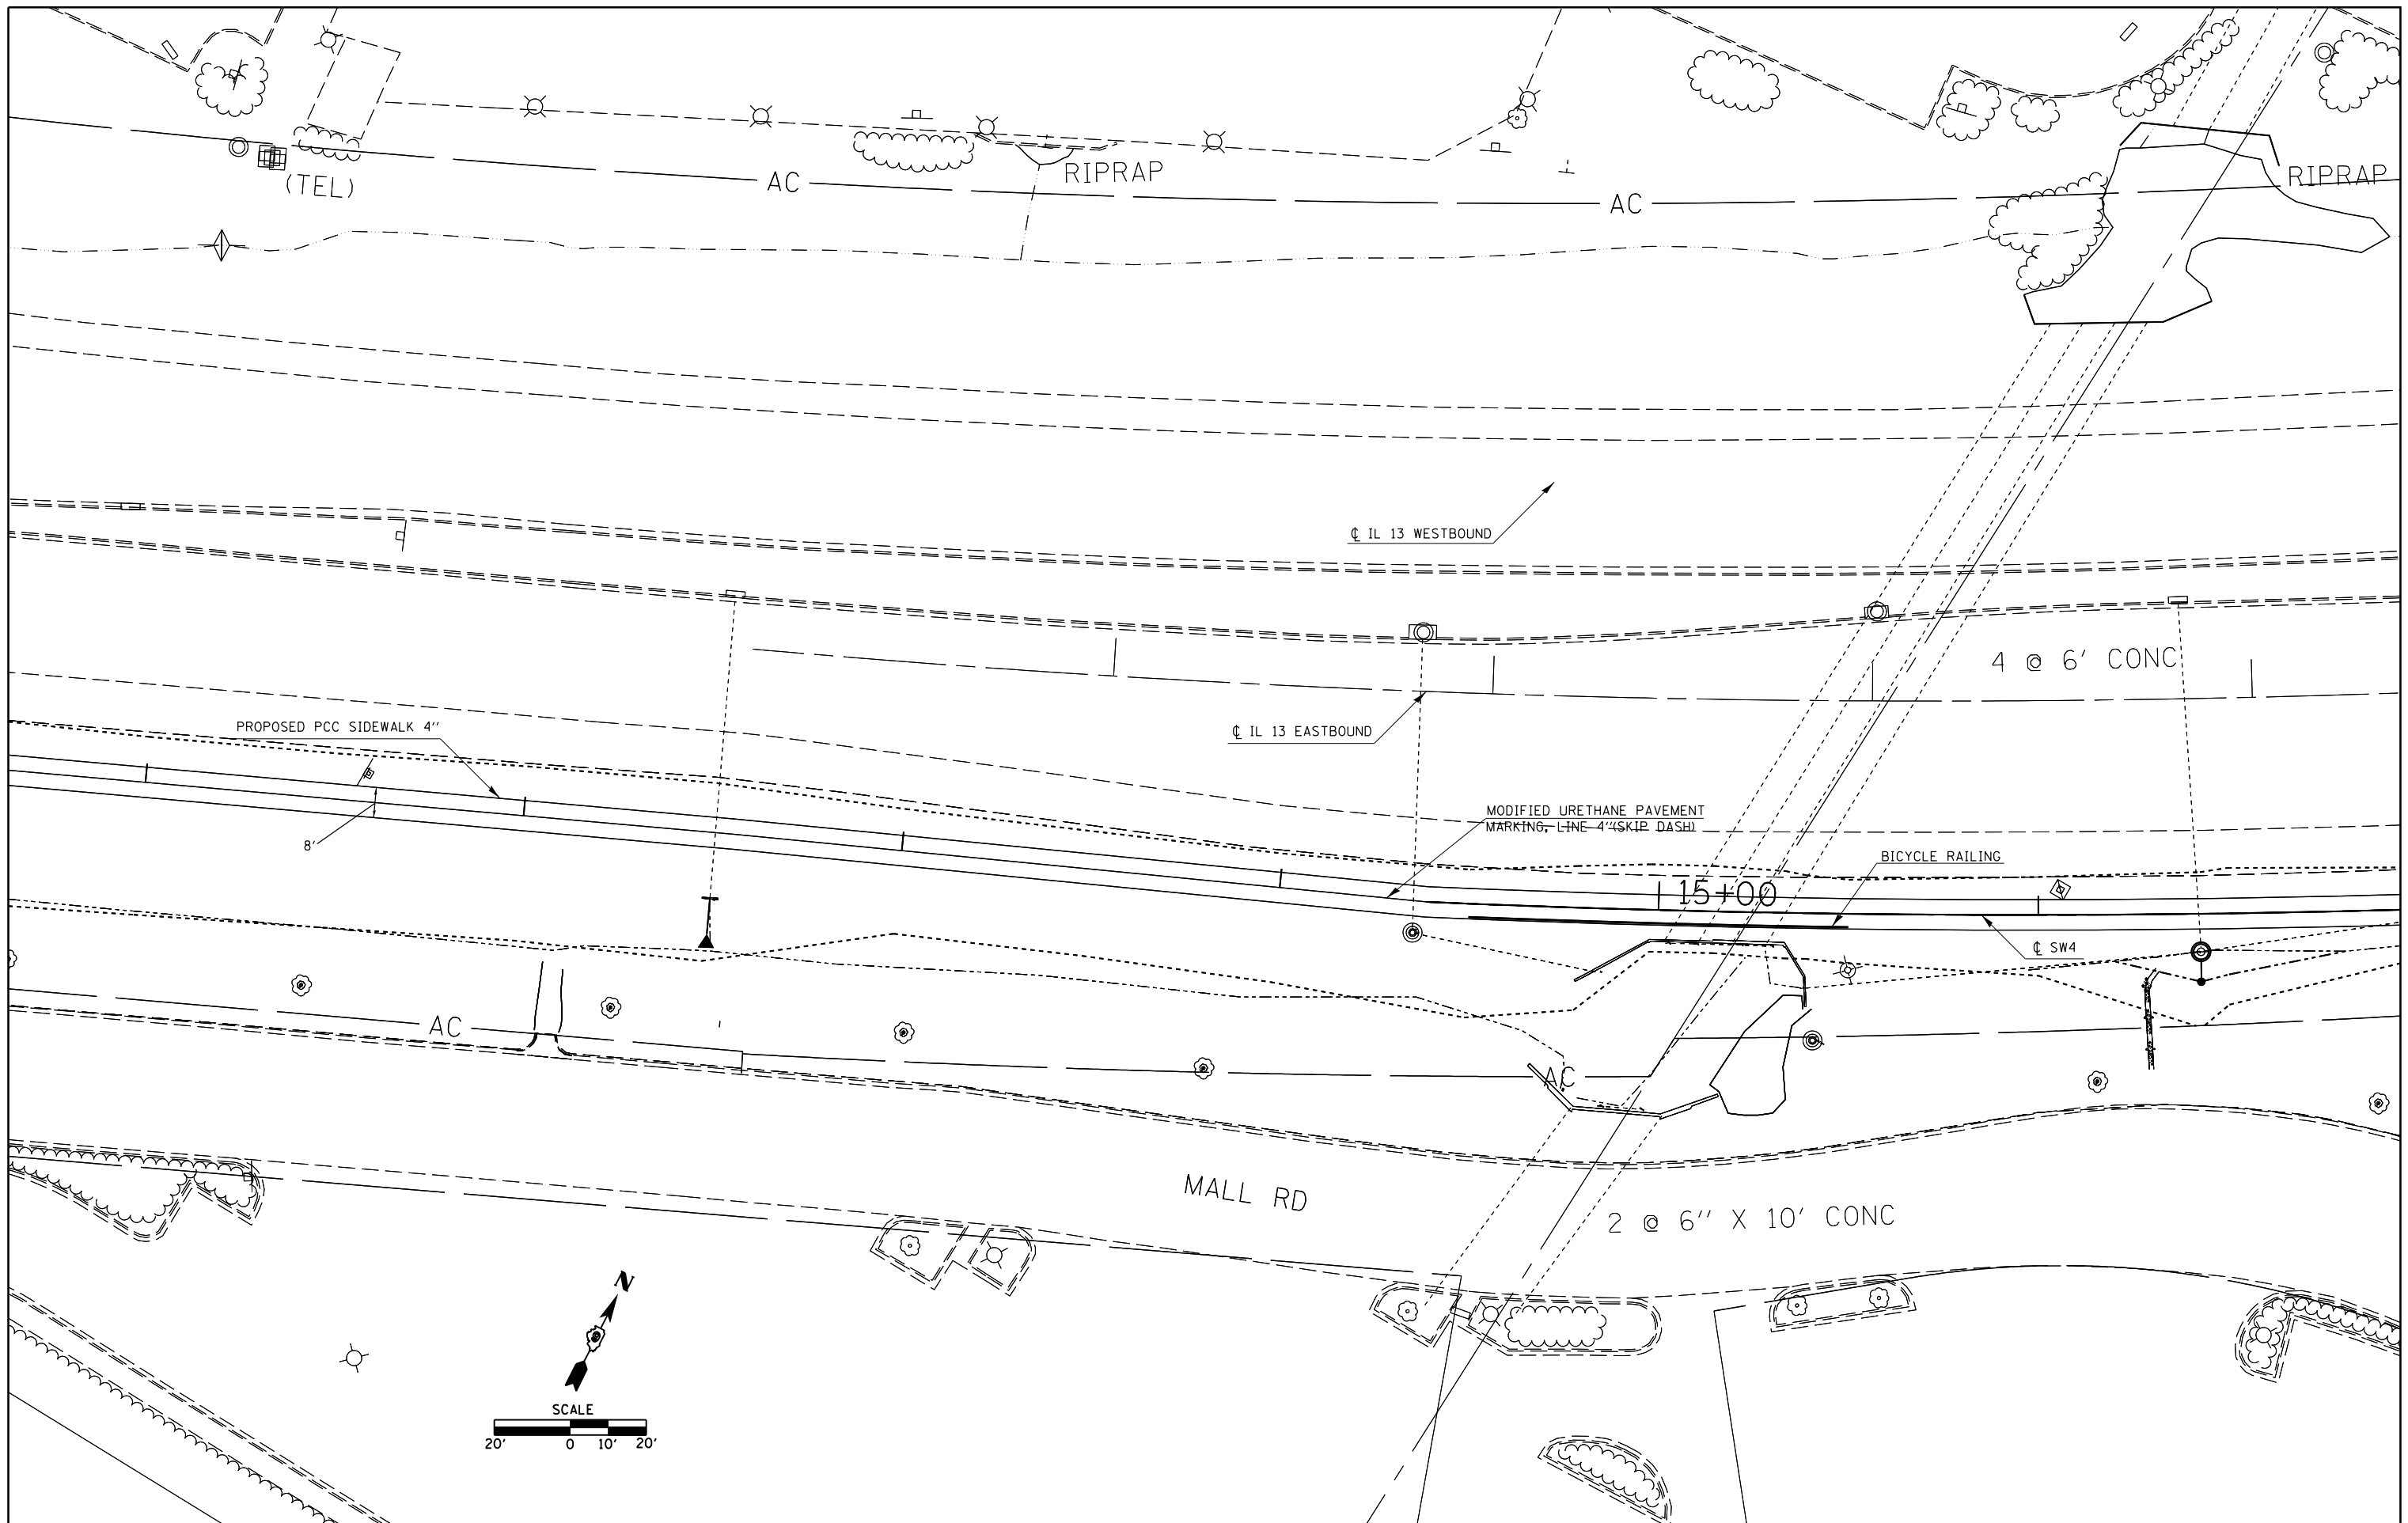 (TEL)
AC
RIPRAP
AC
RIPRAP
℄ IL 13 WESTBOUND
4 @ 6' CONC
℄ IL 13 EASTBOUND
PROPOSED PCC SIDEWALK 4''
8'
MODIFIED URETHANE PAVEMENT
MARKING, LINE 4''(SKIP DASH)
BICYCLE RAILING
15+00
℄ SW4
AC
AC
MALL RD
2 @ 6'' X 10' CONC
N
SCALE
20' 0 10' 20'